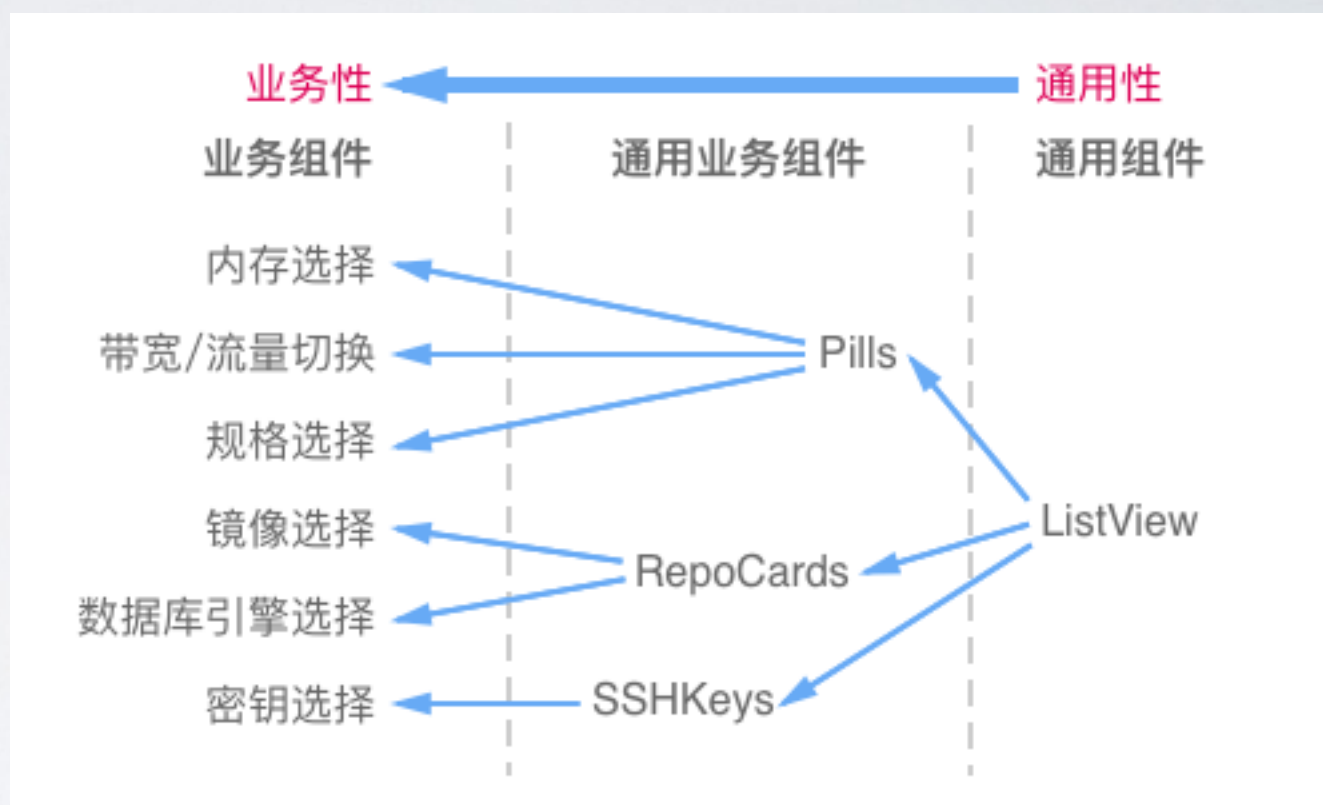 业务性 通用性
业务组件 通用业务组件 通用组件
内存选择
带宽/流量切换 Pills
规格选择
镜像选择 ListView
RepoCards
数据库引擎选择
密钥选择 SSHKeys